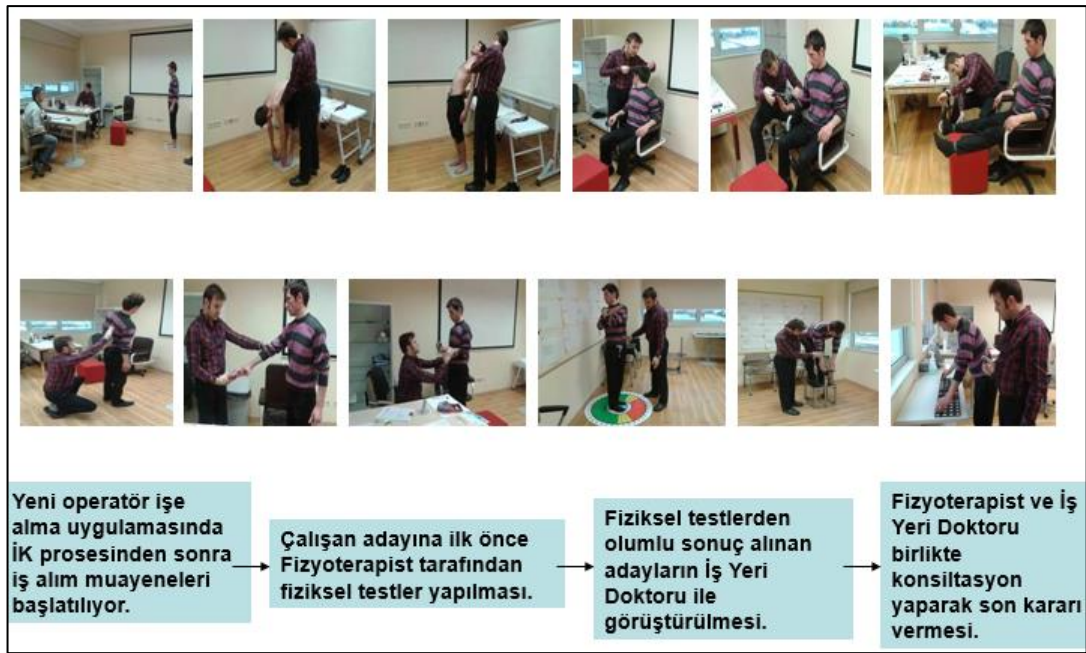 Yeni operatör işe
alma uygulamasında
İK prosesinden sonra
iş alım muayeneleri
başlatılıyor.
Çalışan adayına ilk önce
Fizyoterapist tarafından
fiziksel testler yapılması.
Fiziksel testlerden
olumlu sonuç alınan
adayların İş Yeri
Doktoru ile
görüştürülmesi.
Fizyoterapist ve İş
Yeri Doktoru
birlikte
konsiltasyon
yaparak son kararı
vermesi.